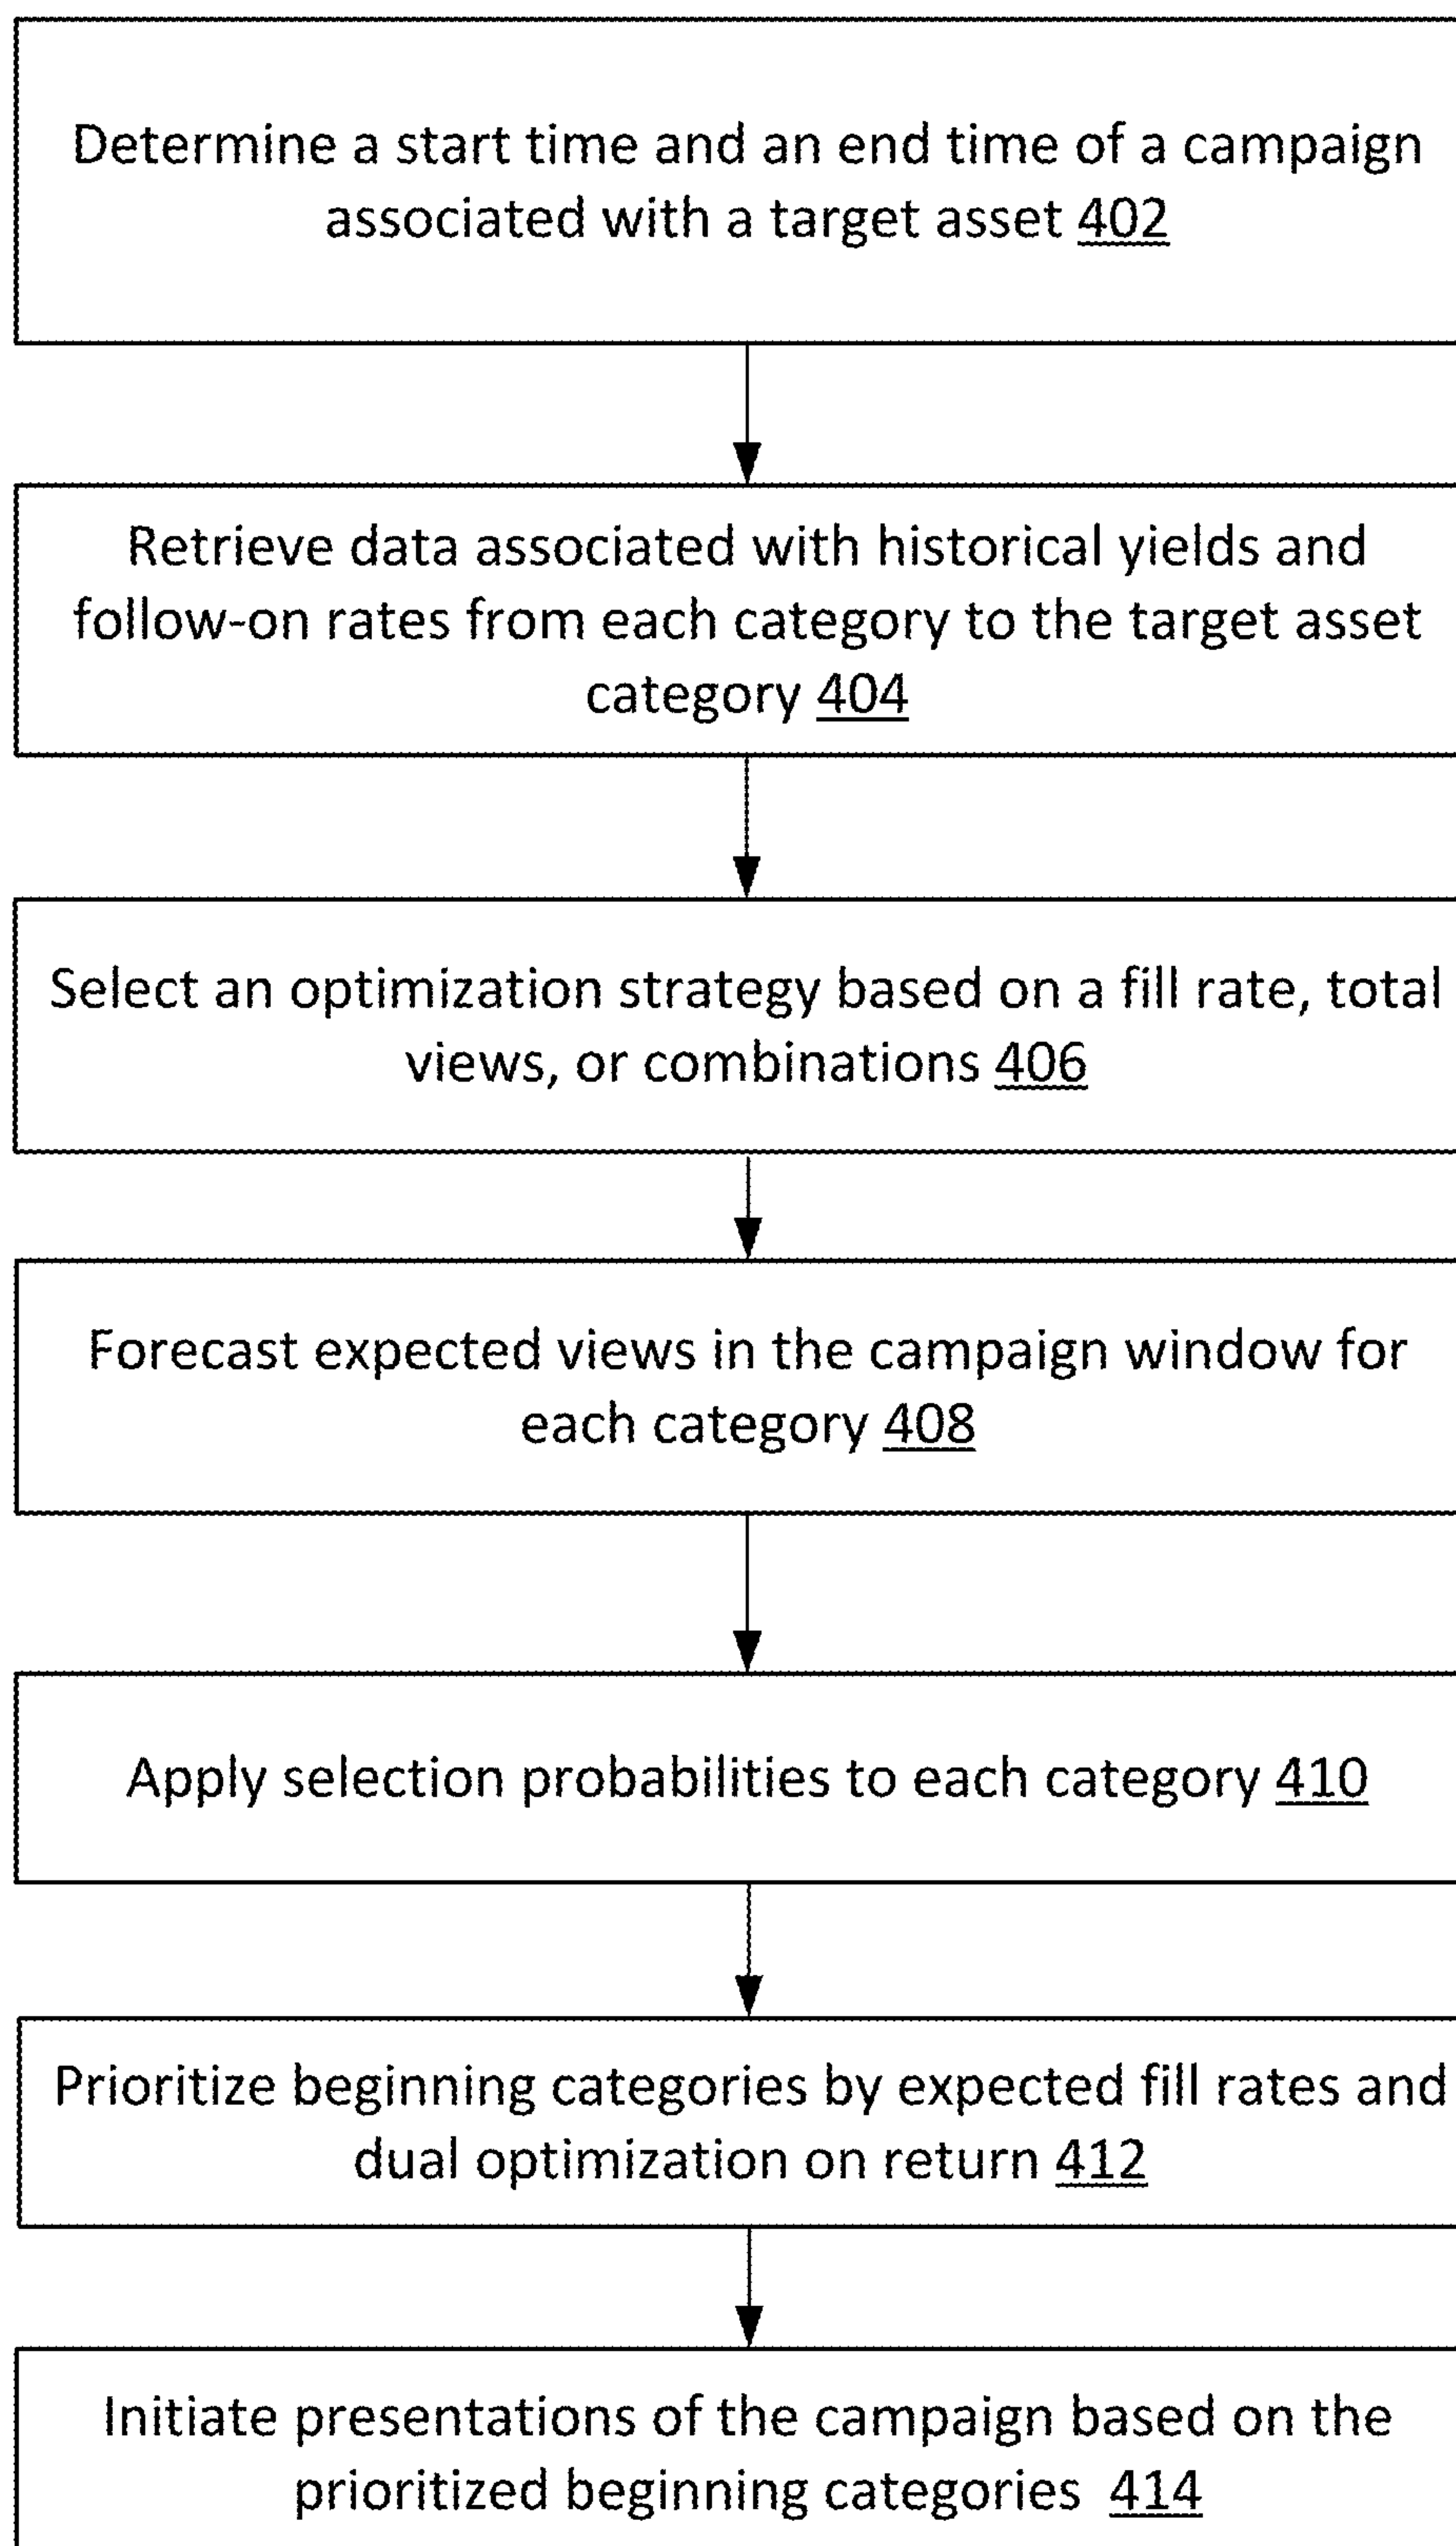 Determine a start time and an end time of a campaign
associated with a target asset 402
Retrieve data associated with historical yields and
follow-on rates from each category to the target asset
category 404
Select an optimization strategy based on a fill rate, total
views, or combinations 406
Forecast expected views in the campaign window for
each category 408
Apply selection probabilities to each category 410
Prioritize beginning categories by expected fill rates and
dual optimization on return 412
Initiate presentations of the campaign based on the
prioritized beginning categories 414